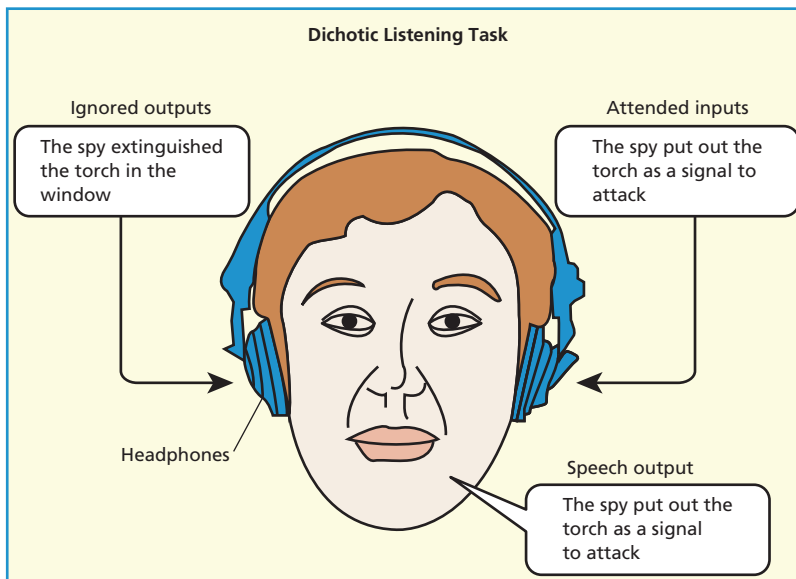 Dichotic Listening Task
Ignored outputs
The spy extinguished
the torch in the
window
Attended inputs
The spy put out the
torch as a signal to
attack
Headphones
Speech output
The spy put out the
torch as a signal
to attack